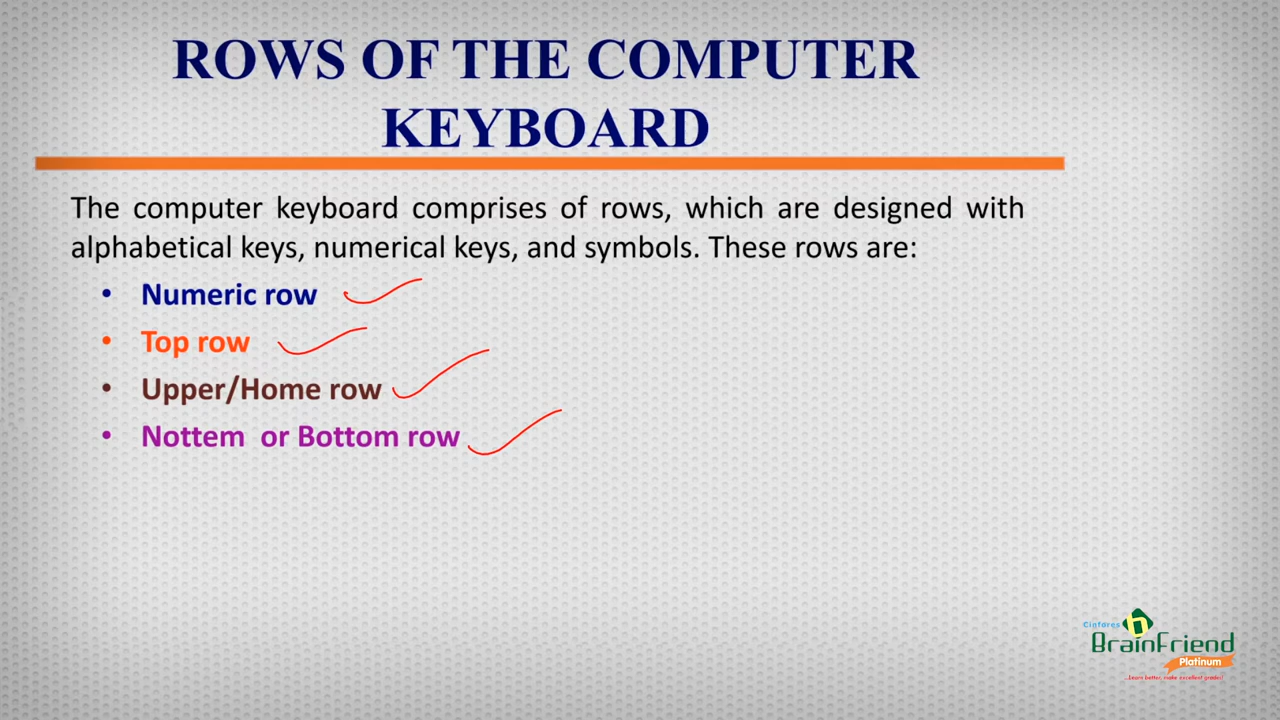 ROWS OF THE COMPUTER
KEYBOARD
The computer keyboard comprises of rows, which are designed with
alphabetical keys, numerical keys, and symbols. These rows are:
• Numeric row
• Top row
• Upper/Home row
• Nottem or Bottom row
Cinfores
BrainFriend
Platinum
...Learn better, make excellent grades!